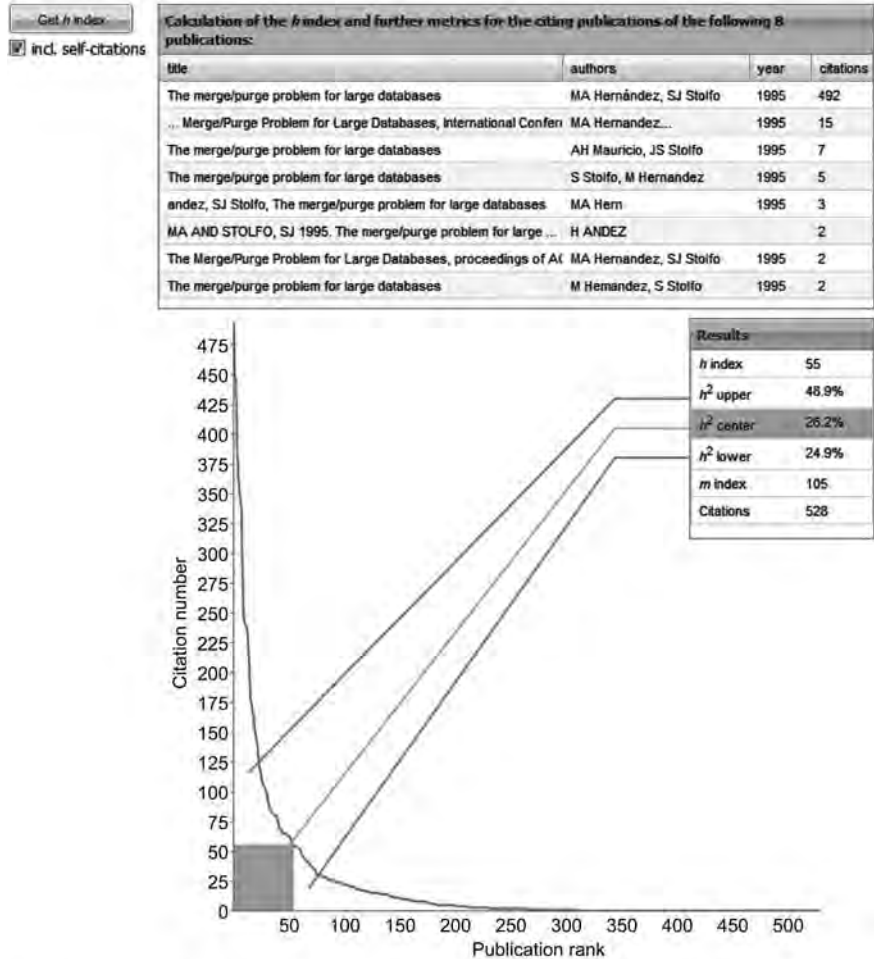 Get h index
incl. self-citations
Calculation of the h index and further metrics for the citing publications of the following 8
publications:
title authors year citations
The merge/purge problem for large databases MA Hernández, SJ Stolfo 1995 492
... Merge/Purge Problem for Large Databases, International Conferen MA Hernandez... 1995 15
The merge/purge problem for large databases AH Mauricio, JS Stolfo 1995 7
The merge/purge problem for large databases S Stolfo, M Hernandez 1995 5
andez, SJ Stolfo, The merge/purge problem for large databases MA Hern 1995 3
MA AND STOLFO, SJ 1995. The merge/purge problem for large ... H ANDEZ 2
The Merge/Purge Problem for Large Databases, proceedings of AC MA Hernandez, SJ Stolfo 1995 2
The merge/purge problem for large databases M Hernandez, S Stolfo 1995 2
Results
h index 55
h² upper 48.9%
h² center 26.2%
h² lower 24.9%
m index 105
Citations 528
Citation number
475
450
425
400
375
350
325
300
275
250
225
200
175
150
125
100
75
50
25
0
50 100 150 200 250 300 350 400 450 500
Publication rank